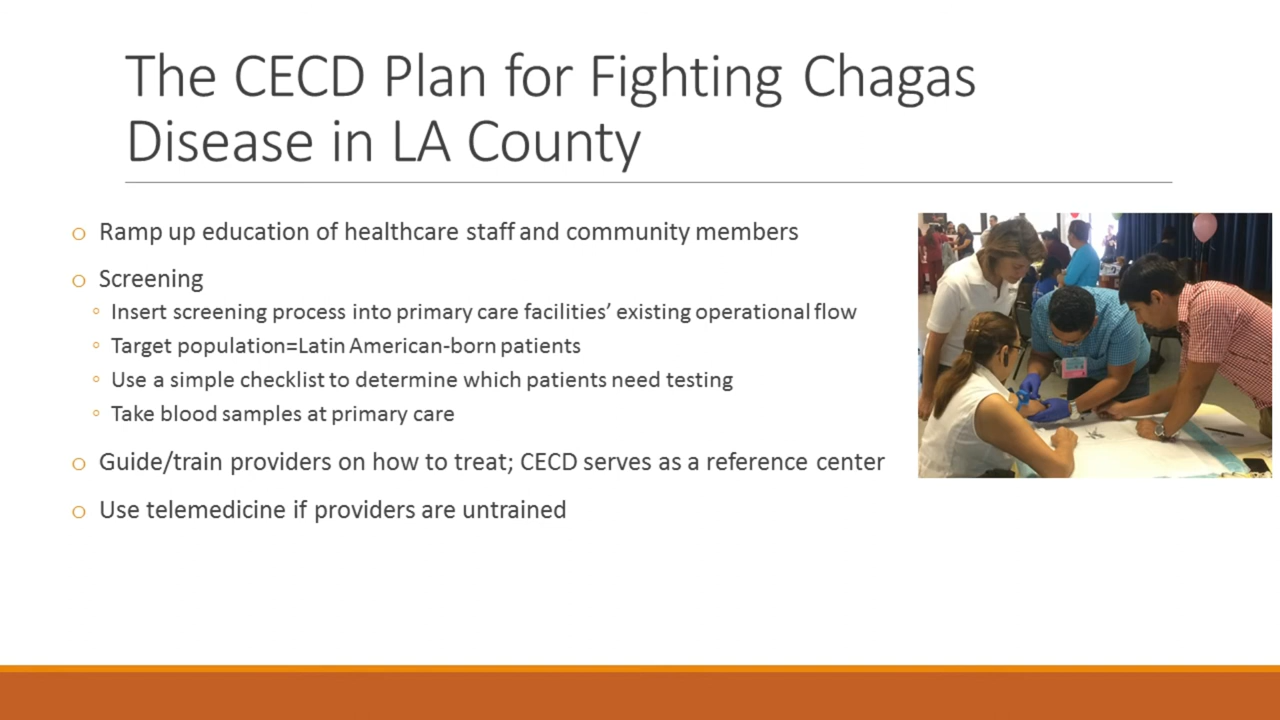 The CECD Plan for Fighting Chagas
Disease in LA County
o Ramp up education of healthcare staff and community members
o Screening
◦ Insert screening process into primary care facilities’ existing operational flow
◦ Target population=Latin American-born patients
◦ Use a simple checklist to determine which patients need testing
◦ Take blood samples at primary care
o Guide/train providers on how to treat; CECD serves as a reference center
o Use telemedicine if providers are untrained